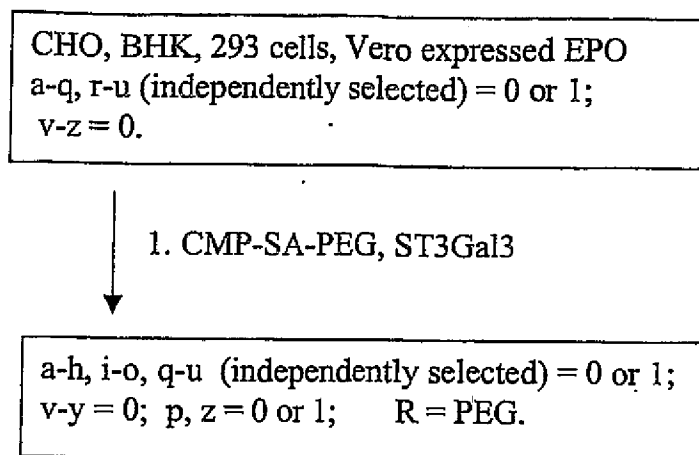 CHO, BHK, 293 cells, Vero expressed EPO
a-q, r-u (independently selected) = 0 or 1;
v-z = 0.
1. CMP-SA-PEG, ST3Gal3
a-h, i-o, q-u (independently selected) = 0 or 1;
v-y = 0; p, z = 0 or 1; R = PEG.